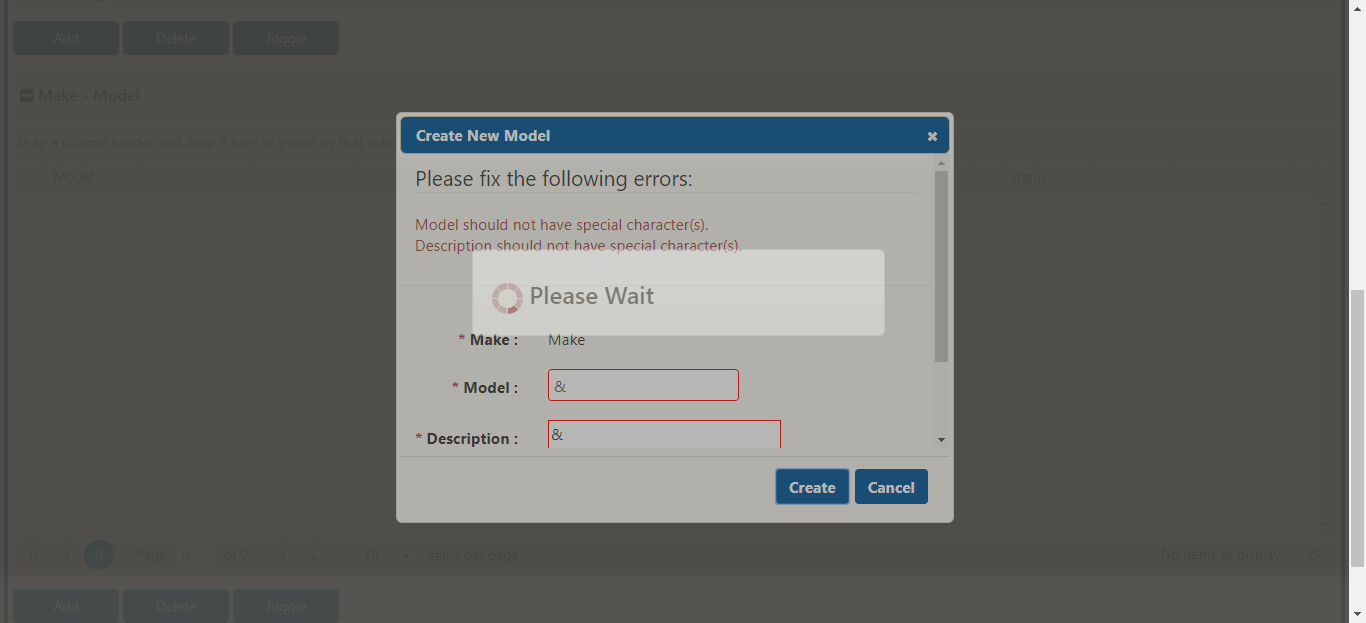 Add Delete Toggle
Make - Model
Drag a column header and drop it here to group by that colu
Model Status
Create New Model
Please fix the following errors:
Model should not have special character(s).
Description should not have special character(s).
Please Wait
* Make : Make
* Model : &
* Description : &
Create Cancel
0 Page 0 of 0 10 items per page No items to display
Add Delete Toggle